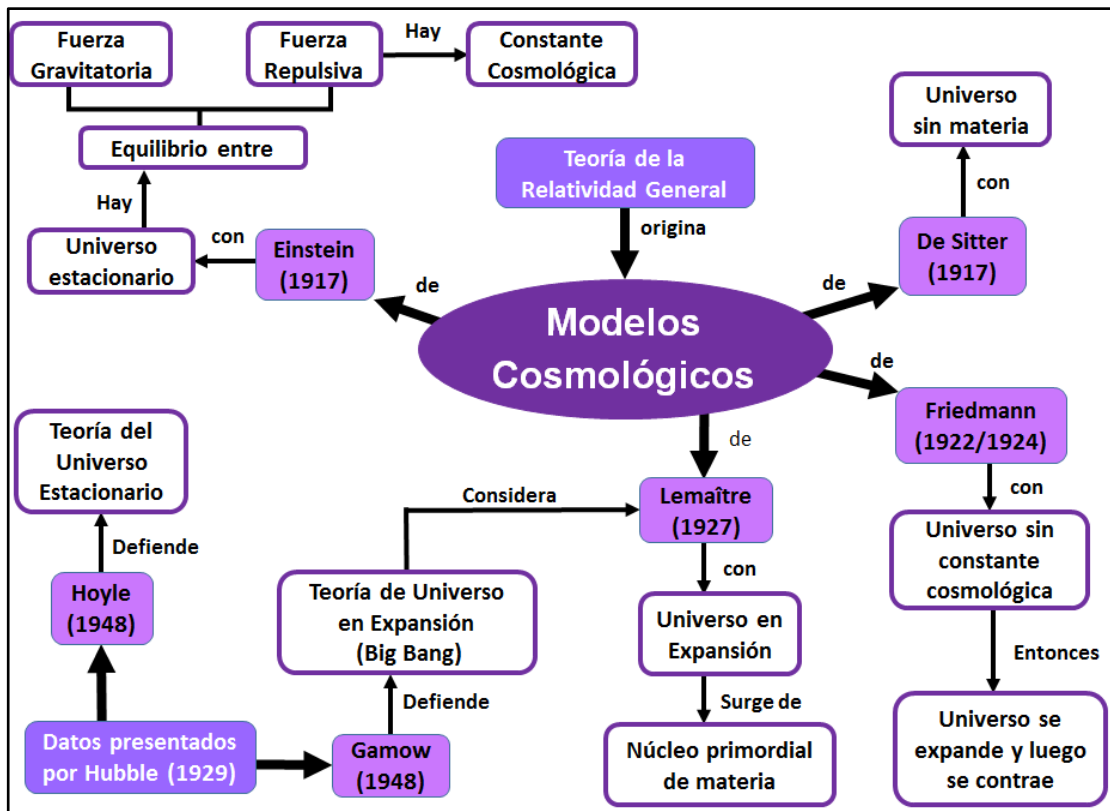 Fuerza
Gravitatoria
Fuerza
Repulsiva
Hay
Constante
Cosmológica
Equilibrio entre
Hay
Universo
estacionario
con
Einstein
(1917)
de
Teoría de la
Relatividad General
origina
Universo
sin materia
con
De Sitter
(1917)
de
Modelos
Cosmológicos
de
Friedmann
(1922/1924)
con
Universo sin
constante
cosmológica
Entonces
Universo se
expande y luego
se contrae
de
Lemaître
(1927)
con
Universo en
Expansión
Surge de
Núcleo primordial
de materia
Considera
Teoría de Universo
en Expansión
(Big Bang)
Defiende
Gamow
(1948)
Teoría del
Universo
Estacionario
Defiende
Hoyle
(1948)
Datos presentados
por Hubble (1929)